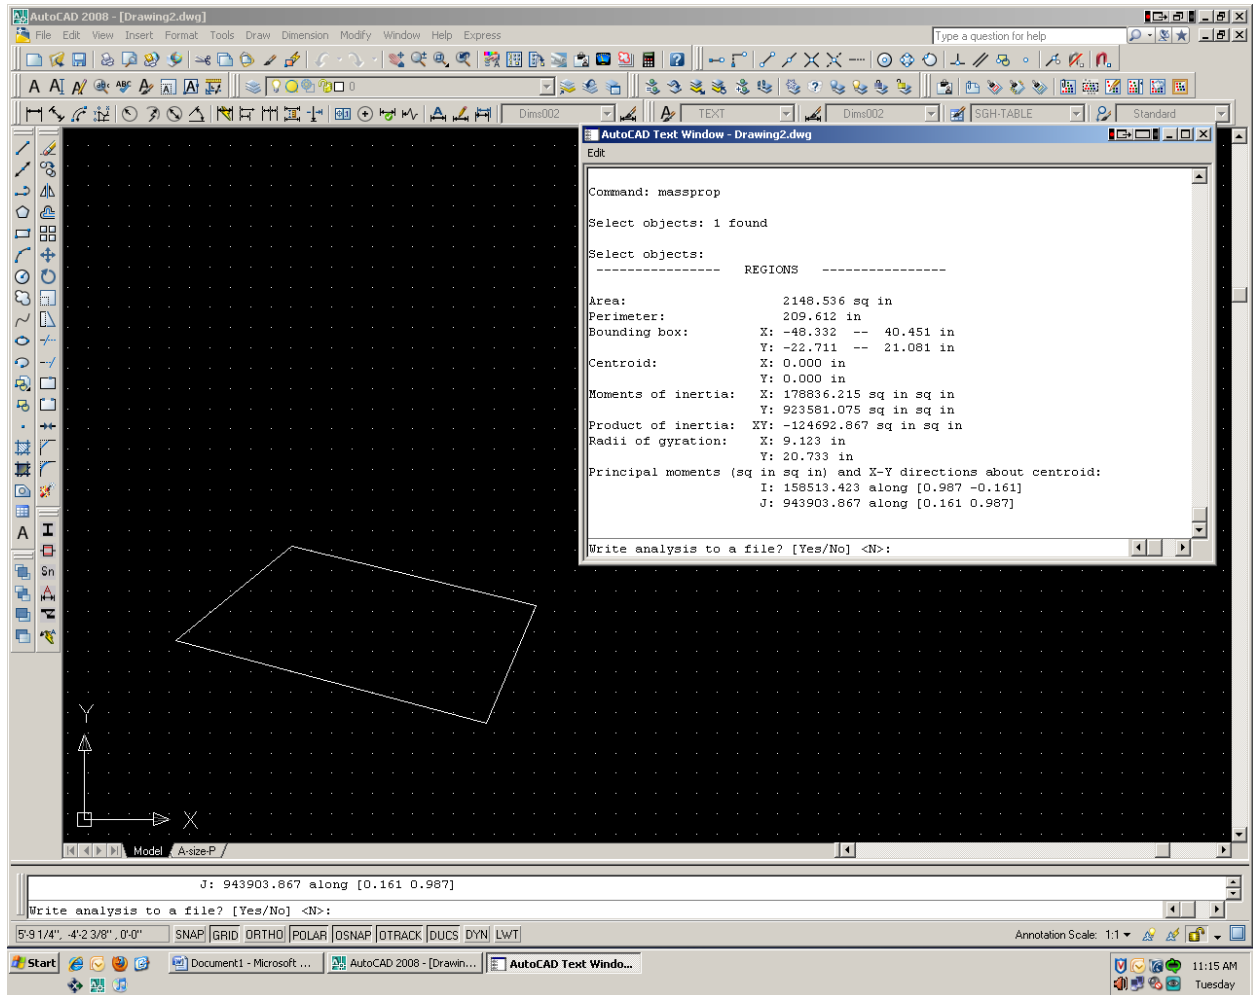 AutoCAD 2008 - [Drawing2.dwg]
File Edit View Insert Format Tools Draw Dimension Modify Window Help Express
Type a question for help
0
Dims002 TEXT Dims002 SGH-TABLE Standard
AutoCAD Text Window - Drawing2.dwg
Edit
Command: massprop
Select objects: 1 found
Select objects:
---------------- REGIONS ----------------
Area: 2148.536 sq in
Perimeter: 209.612 in
Bounding box: X: -48.332 -- 40.451 in
Y: -22.711 -- 21.081 in
Centroid: X: 0.000 in
Y: 0.000 in
Moments of inertia: X: 178836.215 sq in sq in
Y: 923581.075 sq in sq in
Product of inertia: XY: -124692.867 sq in sq in
Radii of gyration: X: 9.123 in
Y: 20.733 in
Principal moments (sq in sq in) and X-Y directions about centroid:
I: 158513.423 along [0.987 -0.161]
J: 943903.867 along [0.161 0.987]
Write analysis to a file? [Yes/No] <N>:
A
Sn
Y
X
Model A-size-P
J: 943903.867 along [0.161 0.987]
Write analysis to a file? [Yes/No] <N>:
5'-9 1/4", -4'-2 3/8" , 0'-0" SNAP GRID ORTHO POLAR OSNAP OTRACK DUCS DYN LWT Annotation Scale: 1:1
Start Document1 - Microsoft ... AutoCAD 2008 - [Drawin... AutoCAD Text Windo... 11:15 AM
Tuesday